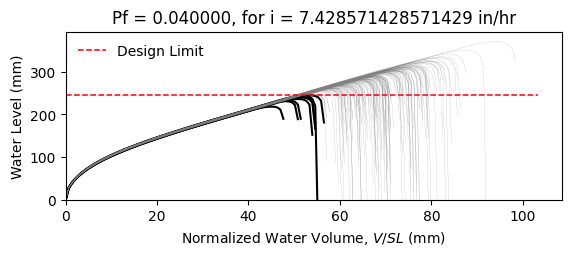 Pf = 0.040000, for i = 7.428571428571429 in/hr
Design Limit
Water Level (mm)
300
200
100
0
0 20 40 60 80 100
Normalized Water Volume, V/SL (mm)